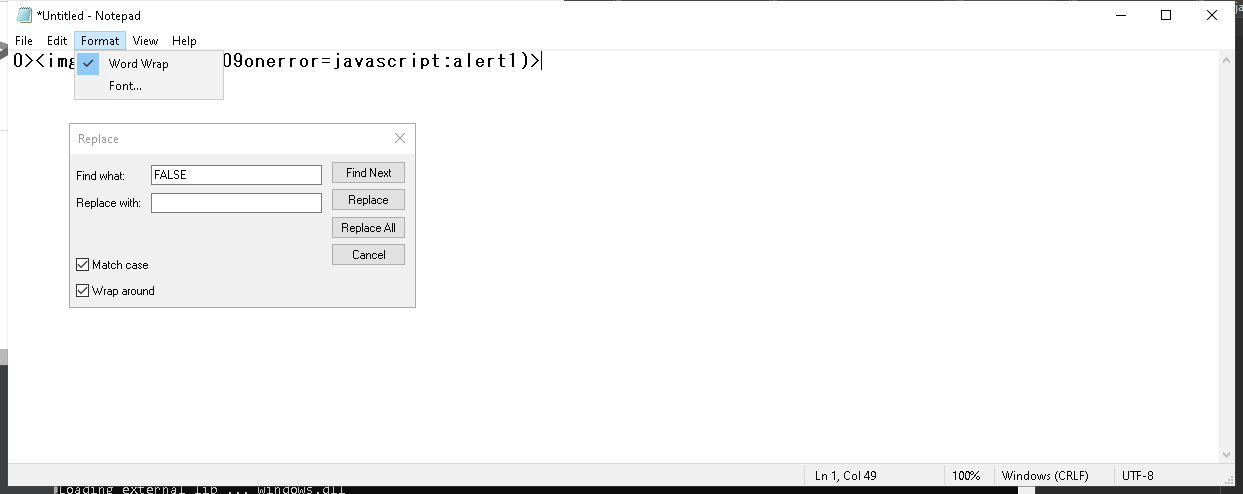 *Untitled - Notepad
File Edit Format View Help
0><img 09onerror=javascript:alert1)>
Word Wrap
Font...
Replace
Find what: FALSE Find Next
Replace with: Replace
Replace All
Cancel
Match case
Wrap around
Ln 1, Col 49 100% Windows (CRLF) UTF-8
Loading external lib ... windows.dll